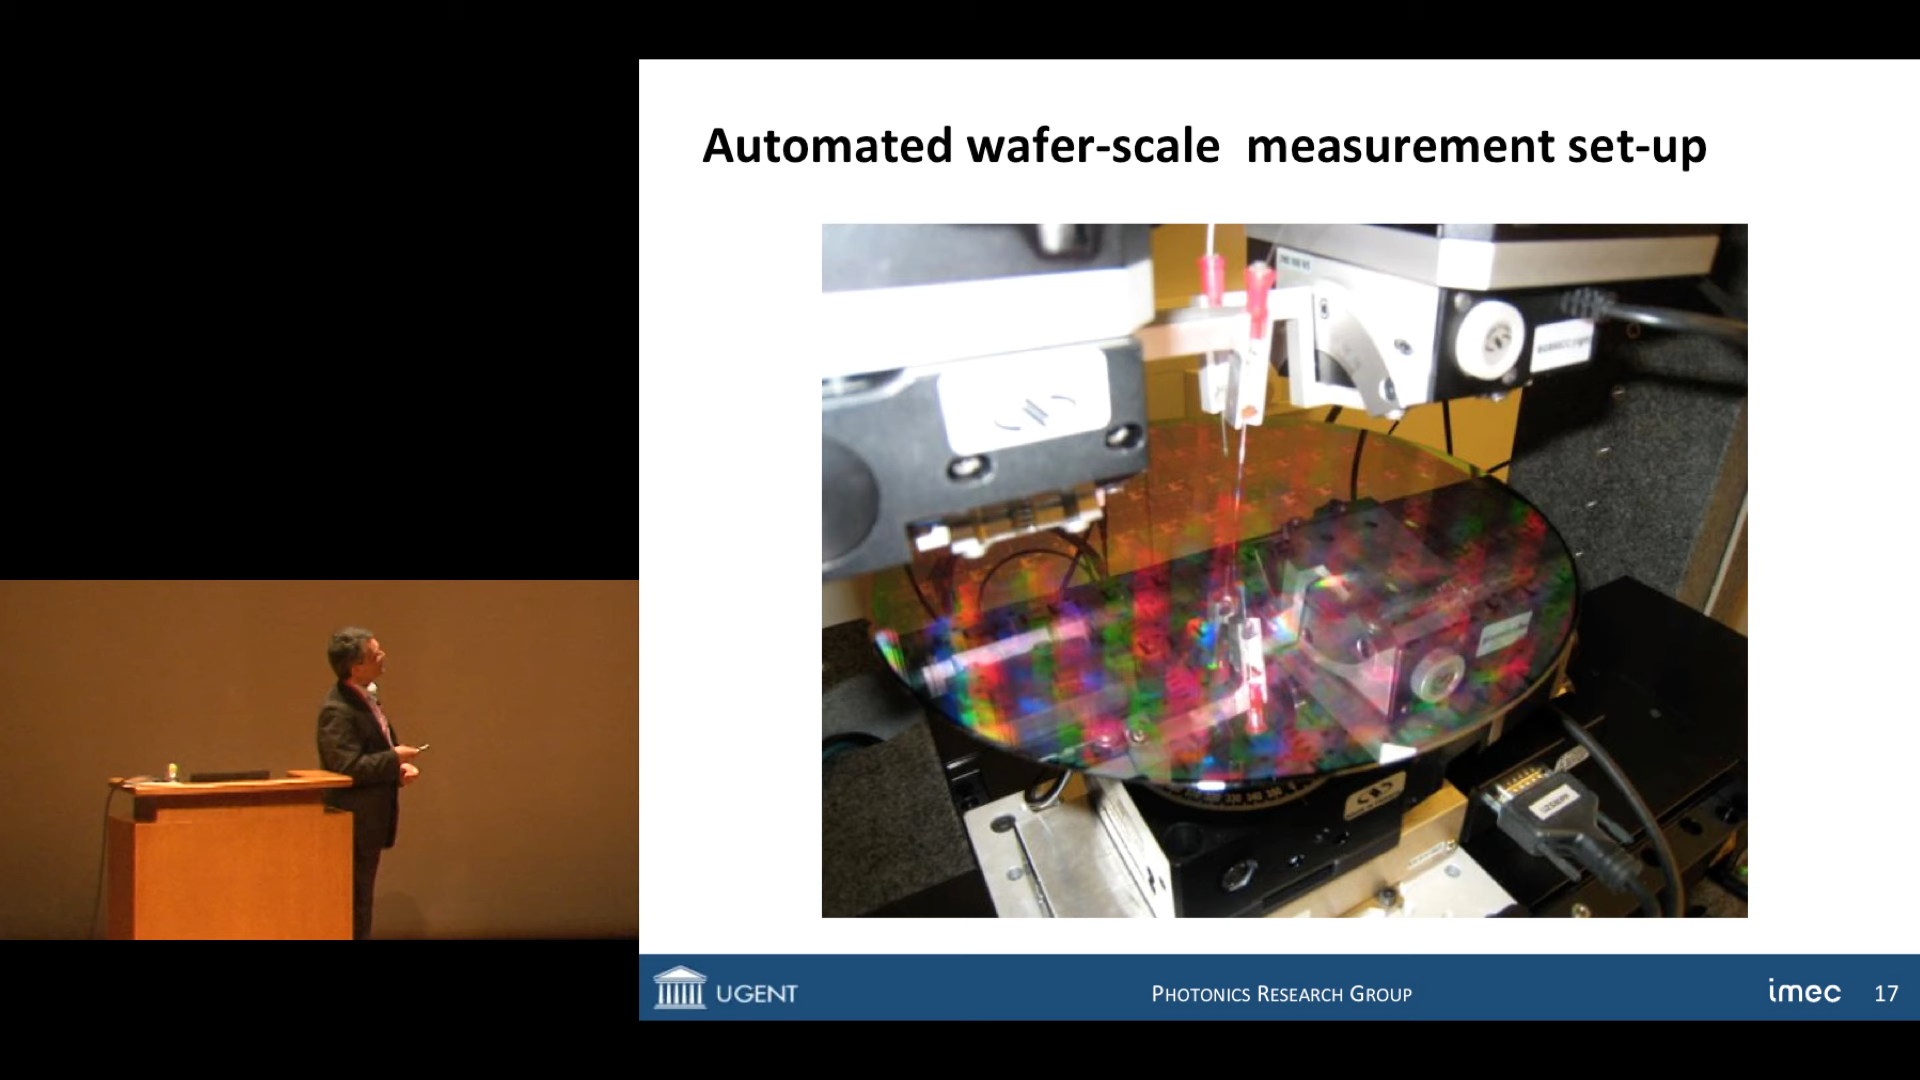 Automated wafer-scale measurement set-up
UGENT
PHOTONICS RESEARCH GROUP
imec
17